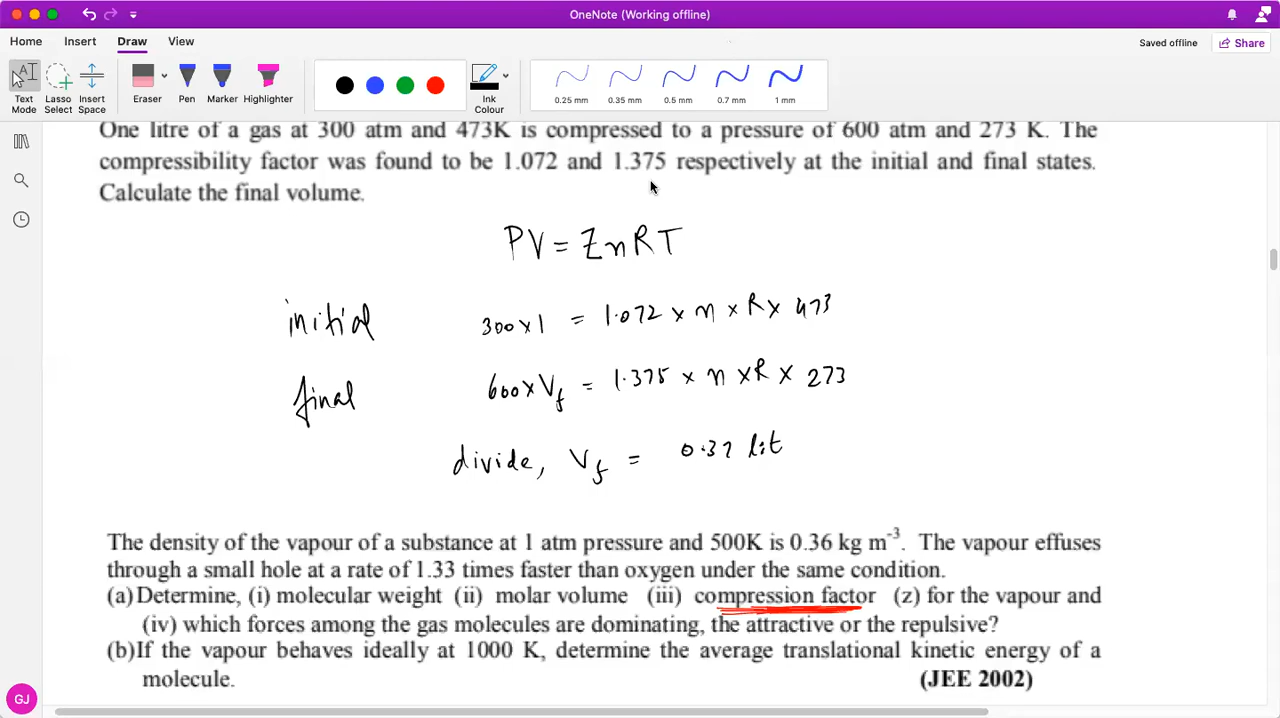 OneNote (Working offline)
Home Insert Draw View
Saved offline
Share
Text Mode
Lasso Select
Insert Space
Eraser
Pen
Marker
Highlighter
Ink Colour
0.25 mm
0.35 mm
0.5 mm
0.7 mm
1 mm
One litre of a gas at 300 atm and 473K is compressed to a pressure of 600 atm and 273 K. The
compressibility factor was found to be 1.072 and 1.375 respectively at the initial and final states.
Calculate the final volume.
PV = ZnRT
initial 300×1 = 1.072 × n × R × 473
final 600×Vf = 1.375 × n × R × 273
divide, Vf = 0.37 lit
The density of the vapour of a substance at 1 atm pressure and 500K is 0.36 kg m⁻³. The vapour effuses
through a small hole at a rate of 1.33 times faster than oxygen under the same condition.
(a) Determine, (i) molecular weight (ii) molar volume (iii) compression factor (z) for the vapour and
(iv) which forces among the gas molecules are dominating, the attractive or the repulsive?
(b) If the vapour behaves ideally at 1000 K, determine the average translational kinetic energy of a
molecule. (JEE 2002)
GJ